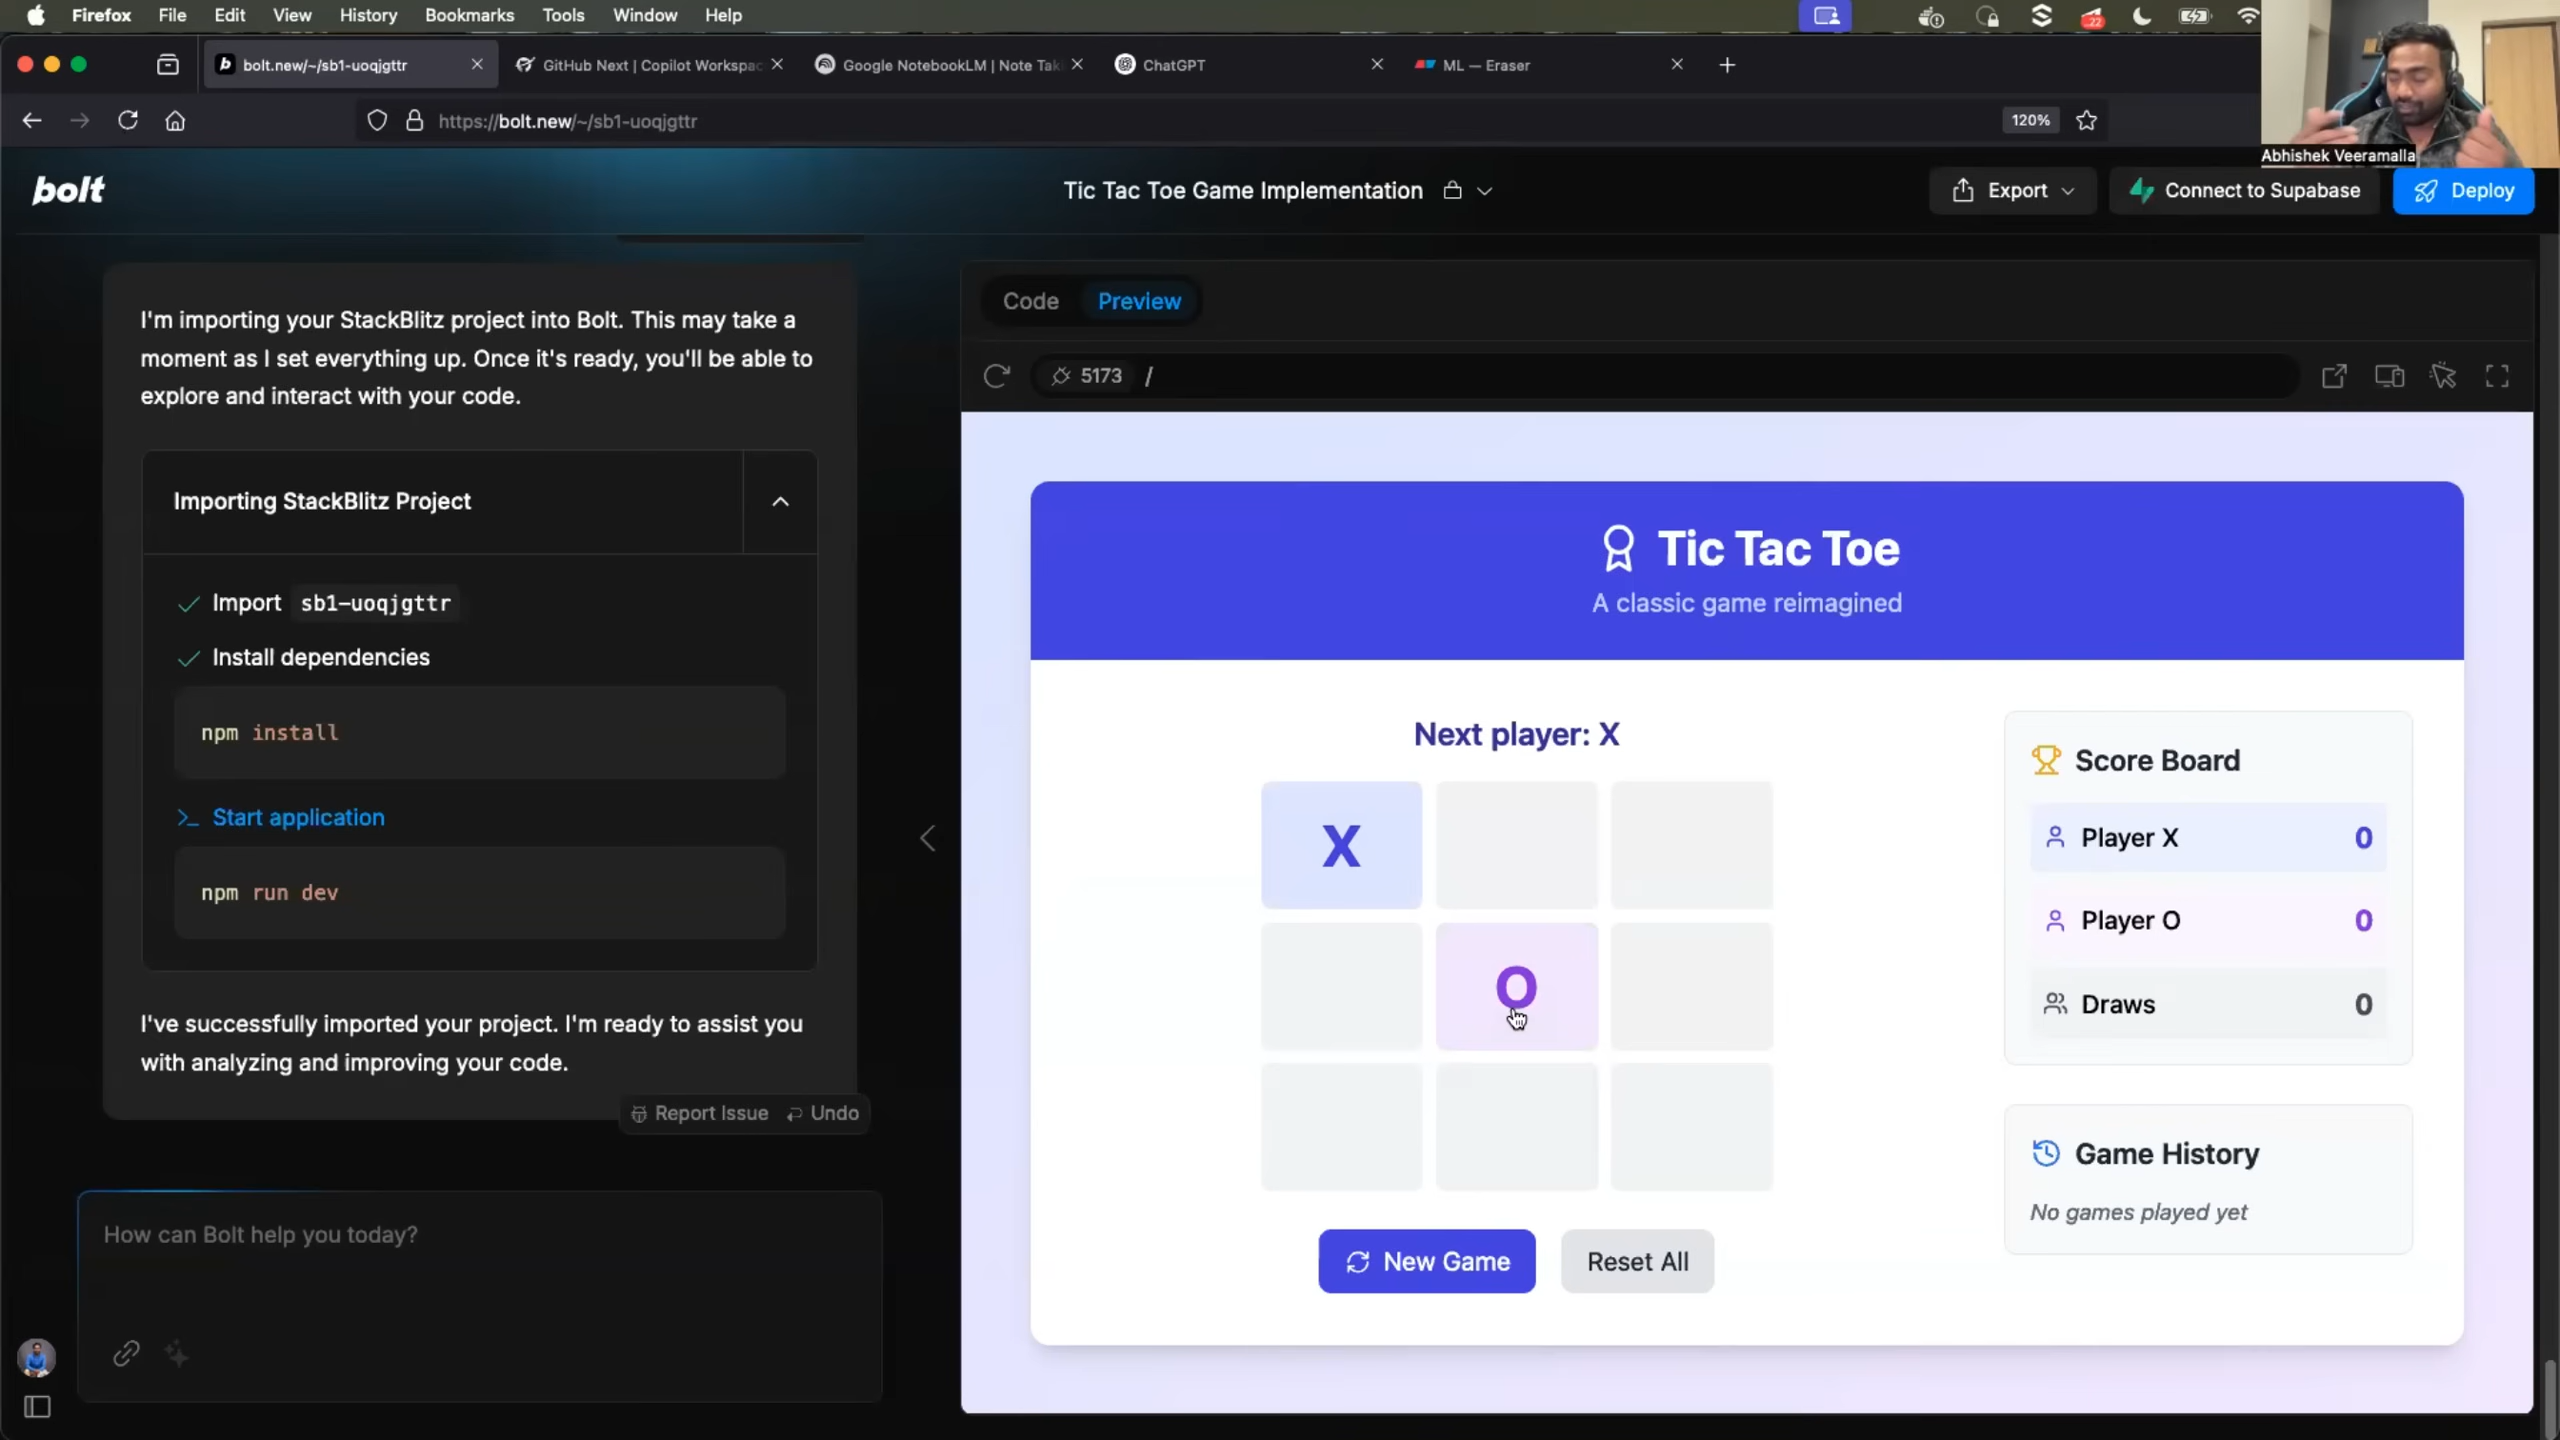 Firefox File Edit View History Bookmarks Tools Window Help
22
bolt.new/~/sb1-uoqjgttr
GitHub Next | Copilot Workspac
Google NotebookLM | Note Taki
ChatGPT
ML — Eraser
https://bolt.new/~/sb1-uoqjgttr
120%
Abhishek Veeramalla
bolt
Tic Tac Toe Game Implementation
Export
Connect to Supabase
Deploy
I'm importing your StackBlitz project into Bolt. This may take a
moment as I set everything up. Once it's ready, you'll be able to
explore and interact with your code.
Importing StackBlitz Project
Import sb1-uoqjgttr
Install dependencies
npm install
Start application
npm run dev
I've successfully imported your project. I'm ready to assist you
with analyzing and improving your code.
Report Issue Undo
How can Bolt help you today?
Code Preview
5173 /
Tic Tac Toe
A classic game reimagined
Next player: X
X
O
New Game
Reset All
Score Board
Player X 0
Player O 0
Draws 0
Game History
No games played yet